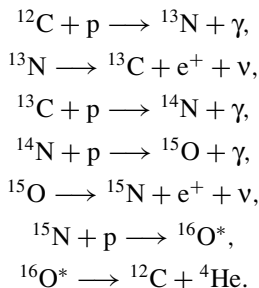 ¹²C + p ⟶ ¹³N + γ,
¹³N ⟶ ¹³C + e⁺ + ν,
¹³C + p ⟶ ¹⁴N + γ,
¹⁴N + p ⟶ ¹⁵O + γ,
¹⁵O ⟶ ¹⁵N + e⁺ + ν,
¹⁵N + p ⟶ ¹⁶O*,
¹⁶O* ⟶ ¹²C + ⁴He.